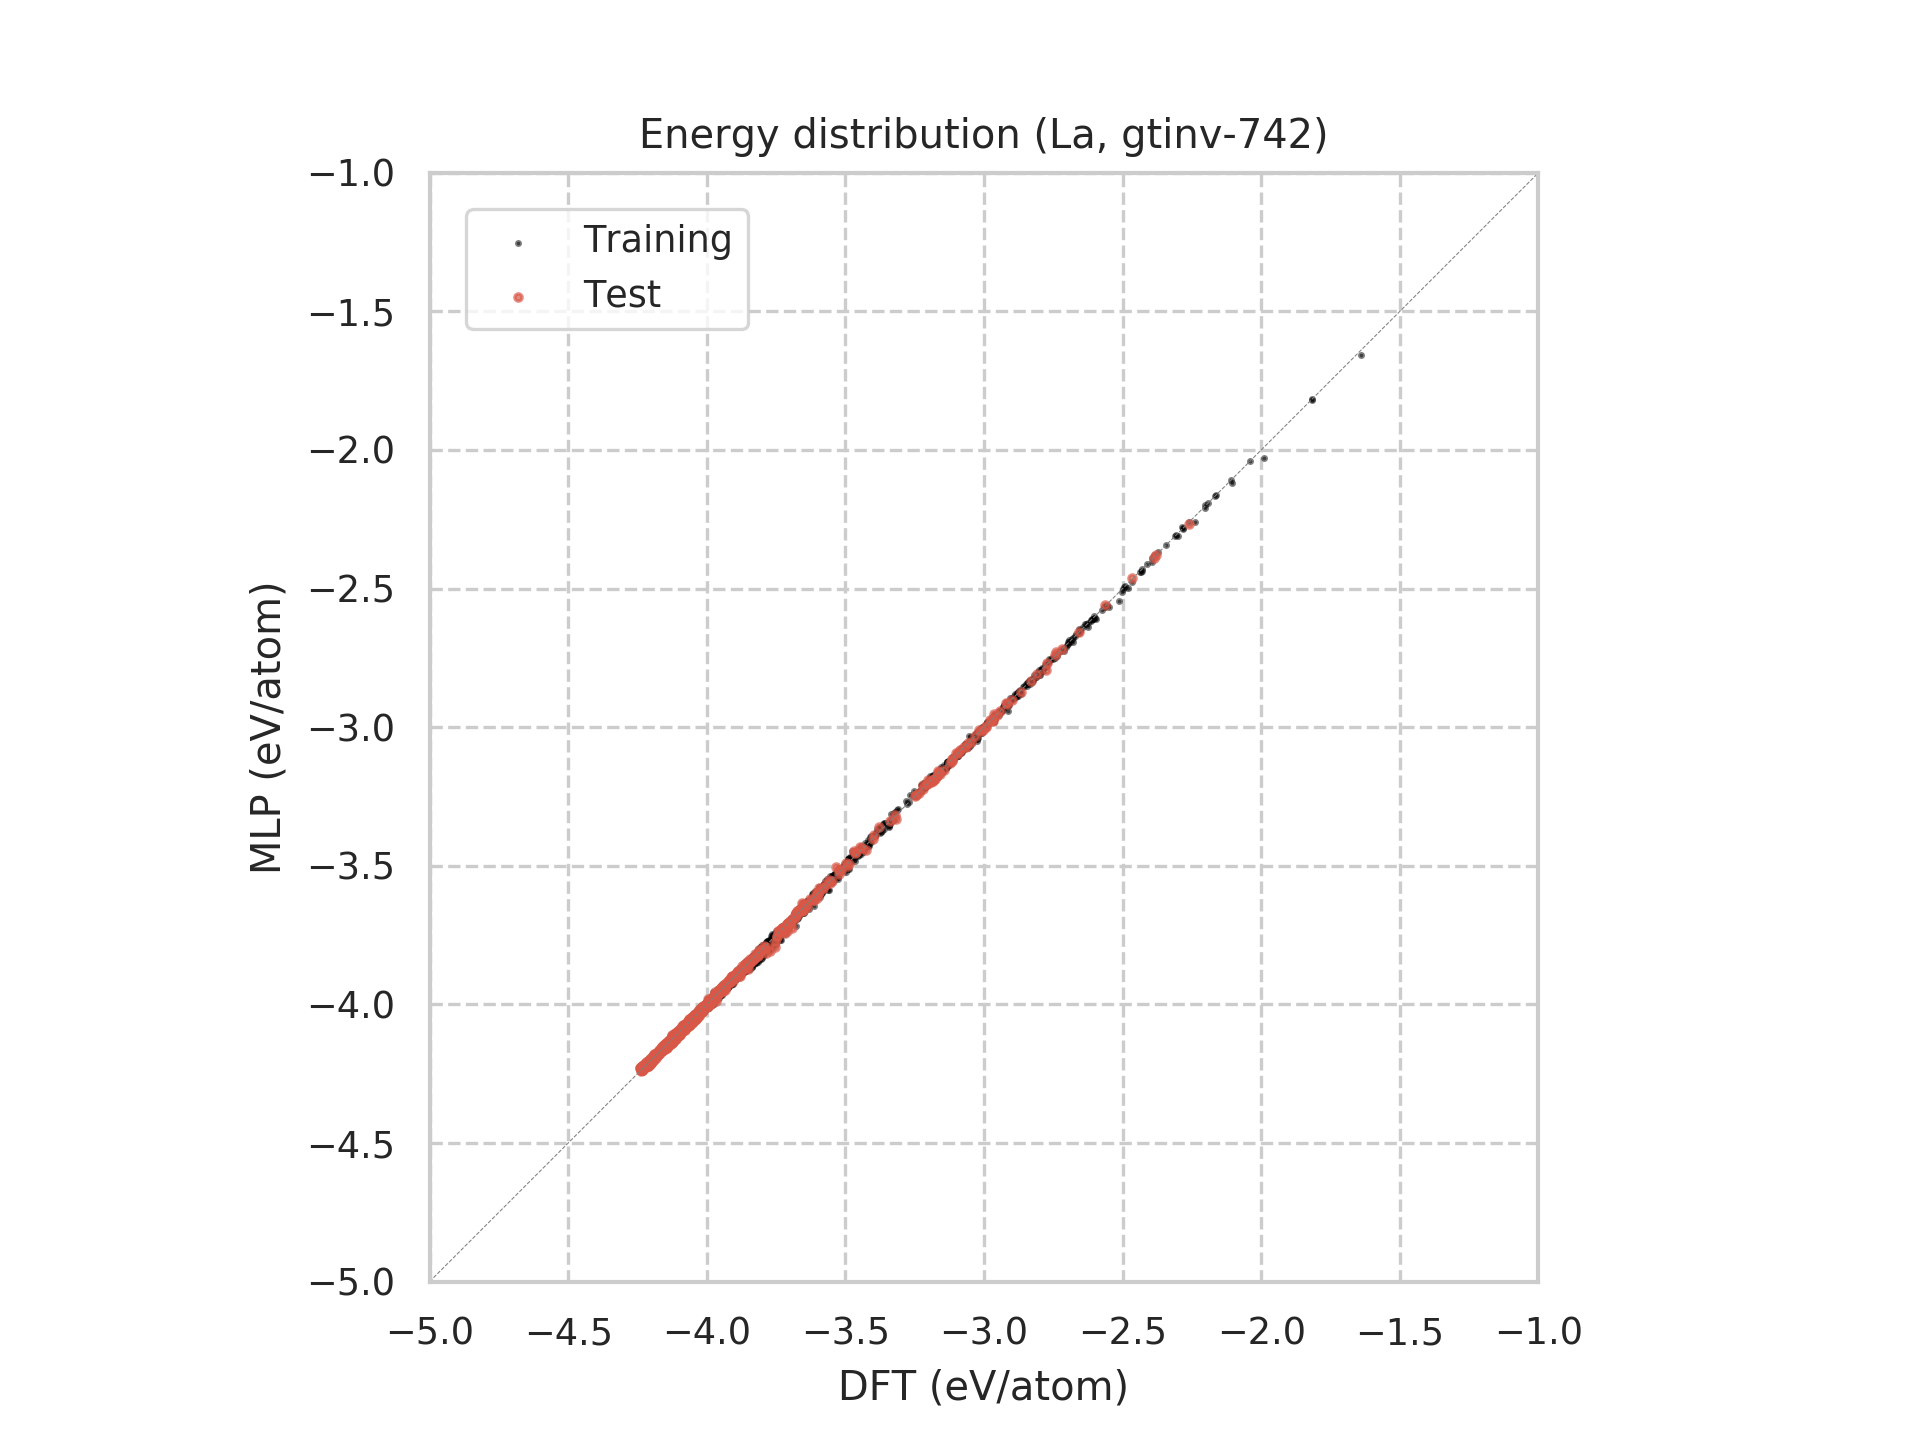 Energy distribution (La, gtinv-742)
−1.0
−1.5
−2.0
−2.5
−3.0
−3.5
−4.0
−4.5
−5.0
Training
Test
MLP (eV/atom)
−5.0 −4.5 −4.0 −3.5 −3.0 −2.5 −2.0 −1.5 −1.0
DFT (eV/atom)